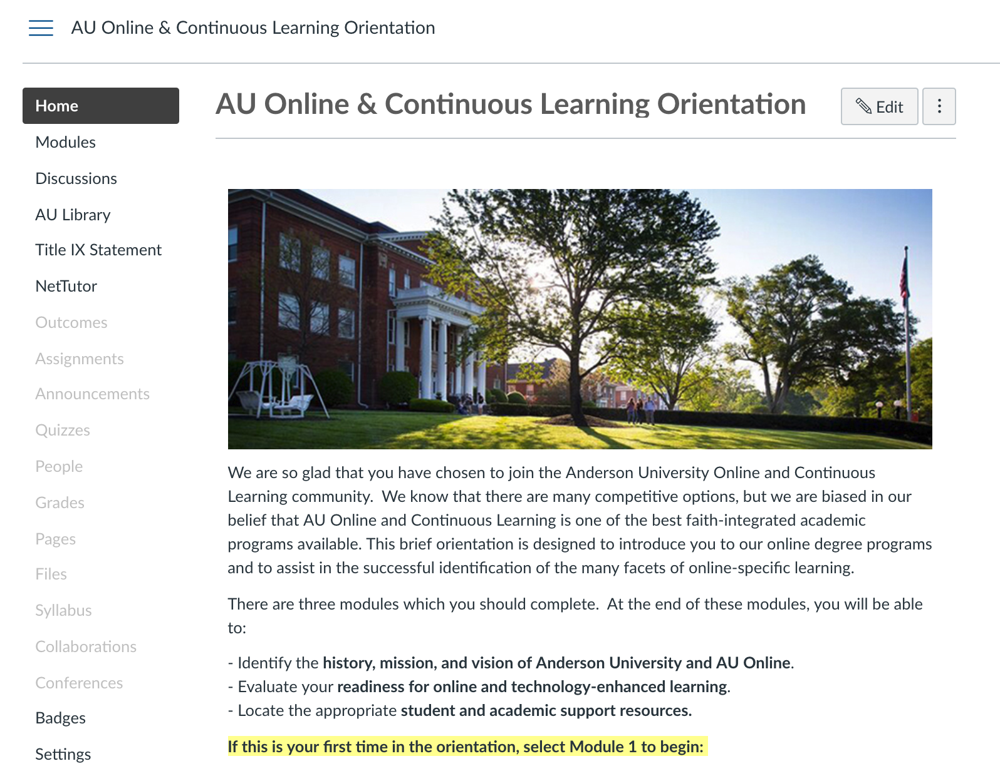 AU Online & Continuous Learning Orientation
Home
Modules
Discussions
AU Library
Title IX Statement
NetTutor
Outcomes
Assignments
Announcements
Quizzes
People
Grades
Pages
Files
Syllabus
Collaborations
Conferences
Badges
Settings
AU Online & Continuous Learning Orientation
Edit
We are so glad that you have chosen to join the Anderson University Online and Continuous
Learning community.  We know that there are many competitive options, but we are biased in our
belief that AU Online and Continuous Learning is one of the best faith-integrated academic
programs available. This brief orientation is designed to introduce you to our online degree programs
and to assist in the successful identification of the many facets of online-specific learning.
There are three modules which you should complete.  At the end of these modules, you will be able
to:
- Identify the history, mission, and vision of Anderson University and AU Online.
- Evaluate your readiness for online and technology-enhanced learning.
- Locate the appropriate student and academic support resources.
If this is your first time in the orientation, select Module 1 to begin: